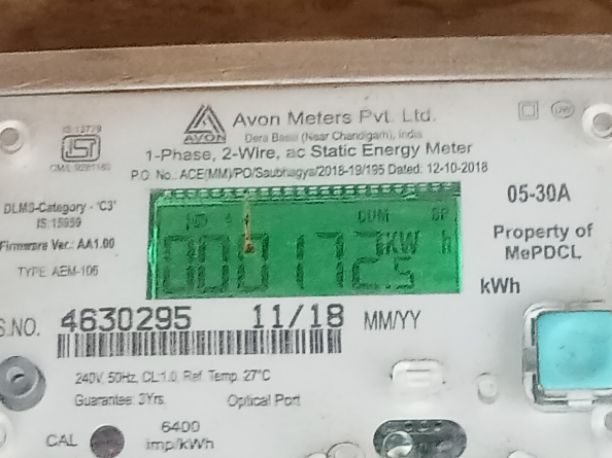 IS 13779
AVON
Avon Meters Pvt. Ltd.
Dera Bassi (Near Chandigarh), India
1-Phase, 2-Wire, ac Static Energy Meter
P.O. No.: ACE(MM)/PO/Saubhagya/2018-19/195 Dated: 12-10-2018
DLMS-Category - 'C3'
IS:15959
Firmware Ver.: AA1.00
TYPE AEM-106
CUM
KW h
05-30A
Property of
MePDCL
kWh
S.NO. 4630295 11/18 MM/YY
240V, 50Hz, CL:1.0, Ref. Temp. 27°C
Guarantee: 3Yrs. Optical Port
CAL 6400
imp/kWh